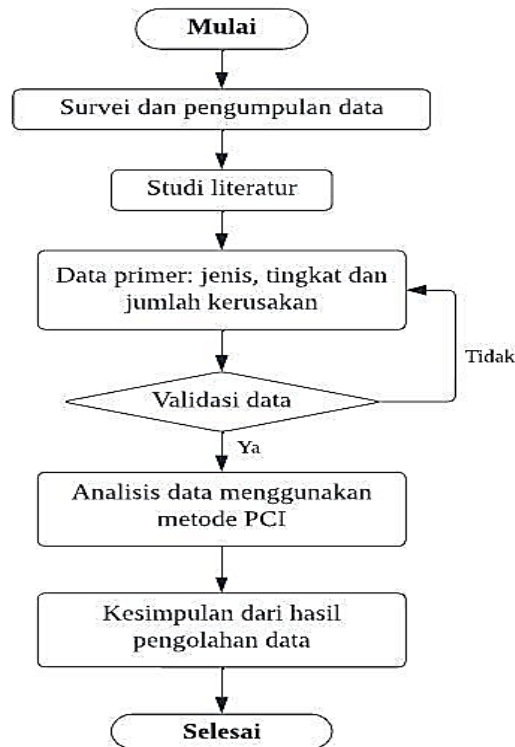 Mulai
Survei dan pengumpulan data
Studi literatur
Data primer: jenis, tingkat dan
jumlah kerusakan
Tidak
Validasi data
Ya
Analisis data menggunakan
metode PCI
Kesimpulan dari hasil
pengolahan data
Selesai